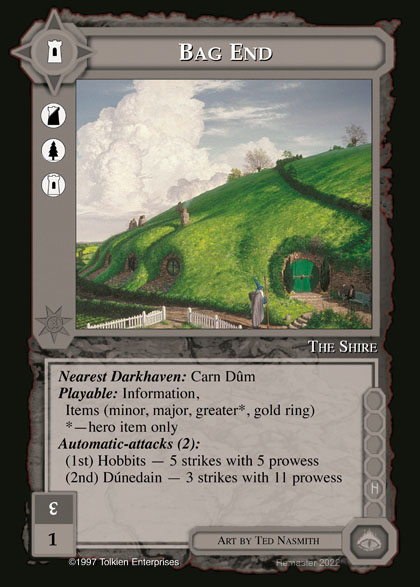 BAG END
THE SHIRE
Nearest Darkhaven: Carn Dûm
Playable: Information,
Items (minor, major, greater*, gold ring)
*—hero item only
Automatic-attacks (2):
(1st) Hobbits — 5 strikes with 5 prowess
(2nd) Dúnedain — 3 strikes with 11 prowess
H
ε
1
ART BY TED NASMITH
©1997 Tolkien Enterprises
Remaster 2022